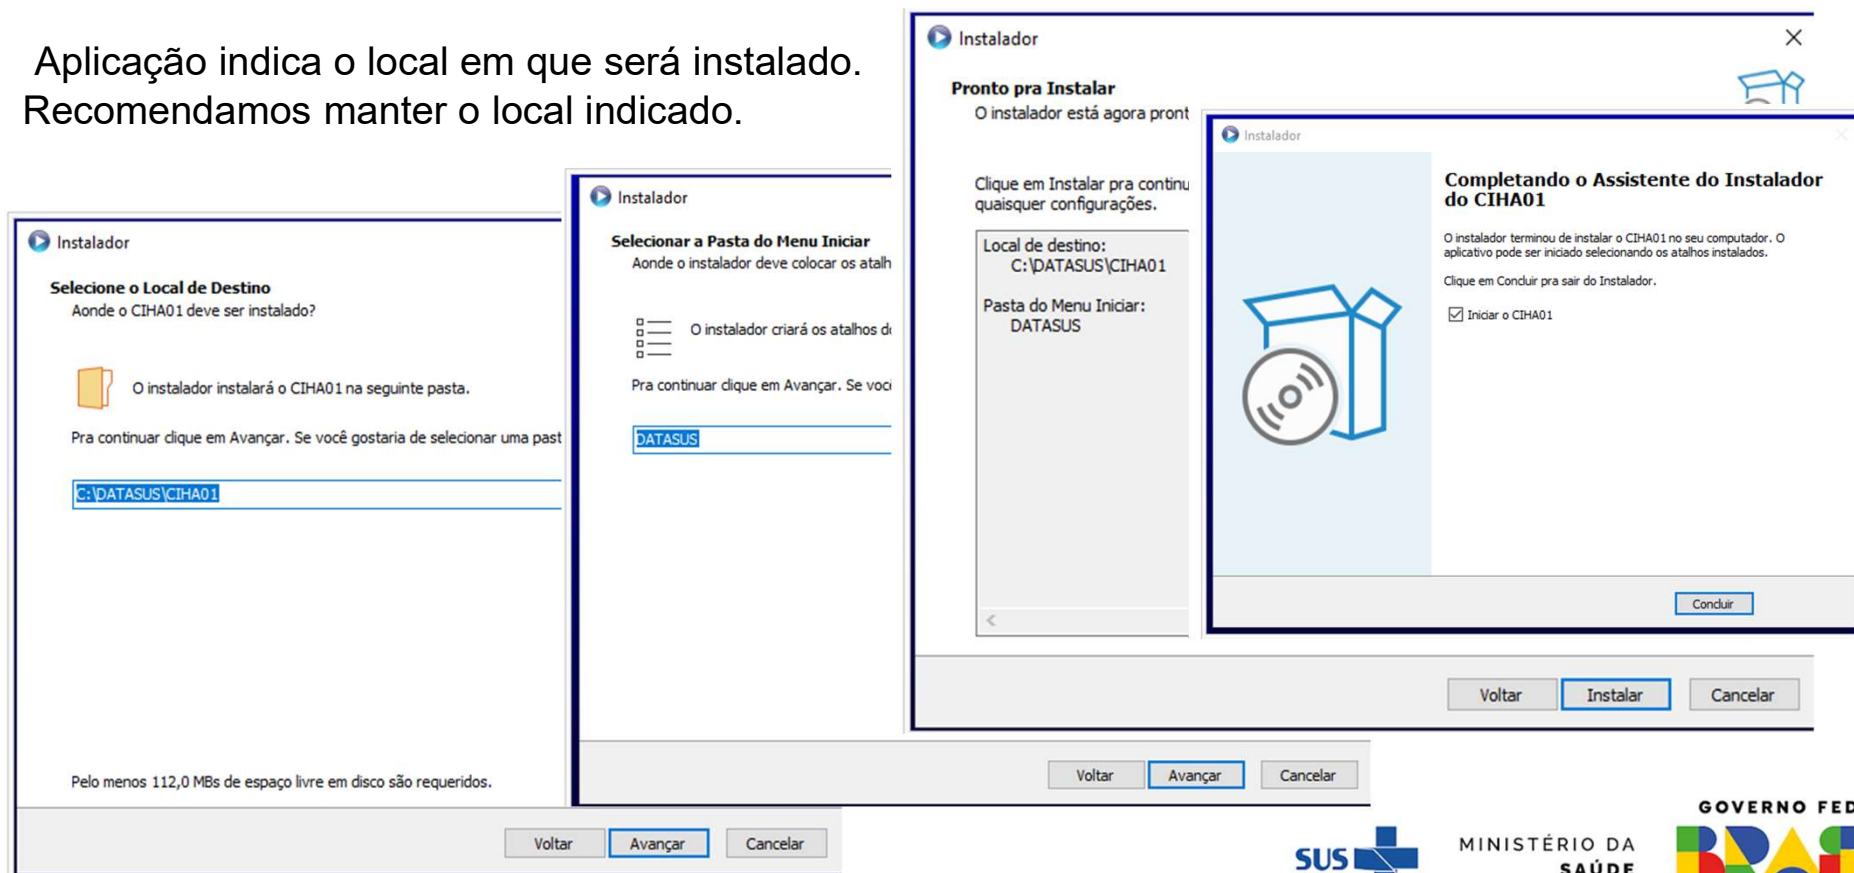 Aplicação indica o local em que será instalado.
Recomendamos manter o local indicado.
Instalador
Selecione o Local de Destino
Aonde o CIHA01 deve ser instalado?
O instalador instalará o CIHA01 na seguinte pasta.
Pra continuar clique em Avançar. Se você gostaria de selecionar uma past
C:\DATASUS\CIHA01
Pelo menos 112,0 MBs de espaço livre em disco são requeridos.
Voltar Avançar Cancelar
Instalador
Selecionar a Pasta do Menu Iniciar
Aonde o instalador deve colocar os atalh
O instalador criará os atalhos do
Pra continuar clique em Avançar. Se você
DATASUS
Voltar Avançar Cancelar
Instalador
Pronto pra Instalar
O instalador está agora pront
Clique em Instalar pra continu
quaisquer configurações.
Local de destino:
C:\DATASUS\CIHA01
Pasta do Menu Iniciar:
DATASUS
Voltar Instalar Cancelar
Instalador
Completando o Assistente do Instalador
do CIHA01
O instalador terminou de instalar o CIHA01 no seu computador. O
aplicativo pode ser iniciado selecionando os atalhos instalados.
Clique em Concluir pra sair do Instalador.
Iniciar o CIHA01
Concluir
SUS
MINISTÉRIO DA
SAÚDE
GOVERNO FED
BRAS